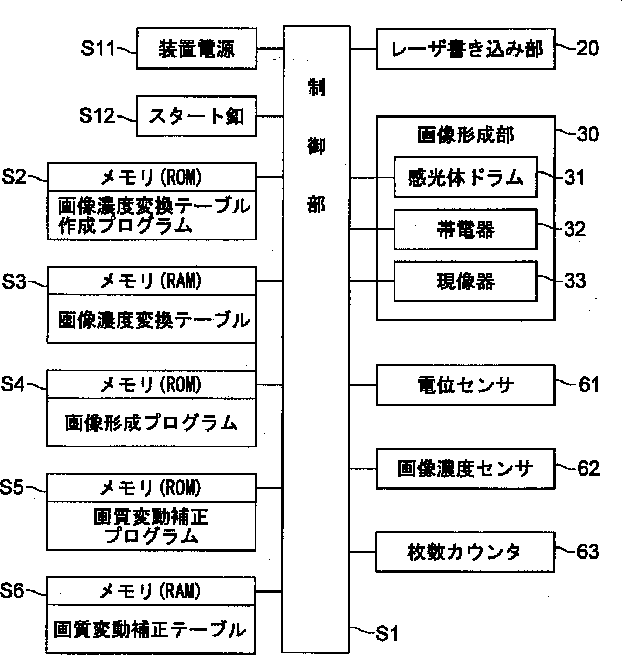 S11 装置電源
S12 スタート釦
S2 メモリ(ROM)
画像濃度変換テーブル
作成プログラム
S3 メモリ(RAM)
画像濃度変換テーブル
S4 メモリ(ROM)
画像形成プログラム
S5 メモリ(ROM)
画質変動補正
プログラム
S6 メモリ(RAM)
画質変動補正テーブル
制御部
S1
レーザ書き込み部 20
画像形成部 30
感光体ドラム 31
帯電器 32
現像器 33
電位センサ 61
画像濃度センサ 62
枚数カウンタ 63